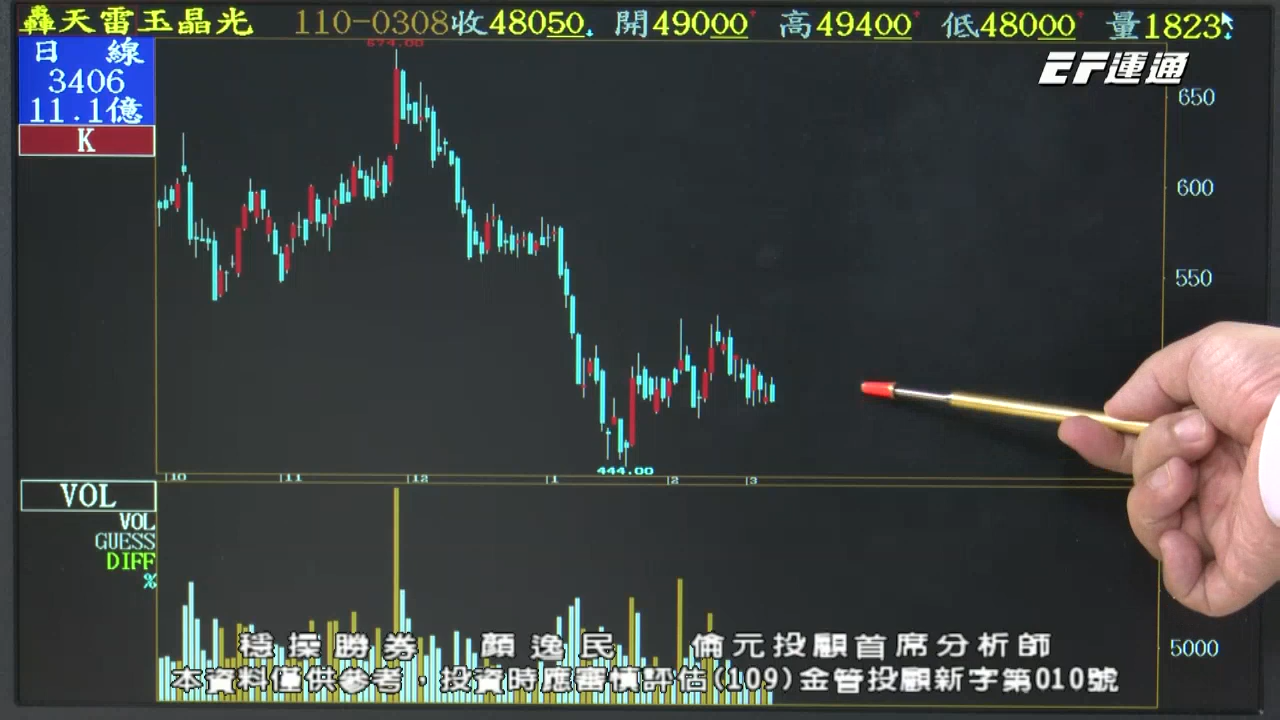 轟天雷玉晶光 110-0308收48050↓ 開49000↑ 高49400↑ 低48000↑ 量1823↓
日 線
3406
11.1億
K
EF運通
674.00
650
600
550
444.00
10 11 12 1 2 3
VOL
VOL
GUESS
DIFF
%
5000
穩操勝券 顏逸民 倫元投顧首席分析師
本資料僅供參考，投資時應審慎評估(109)金管投顧新字第010號